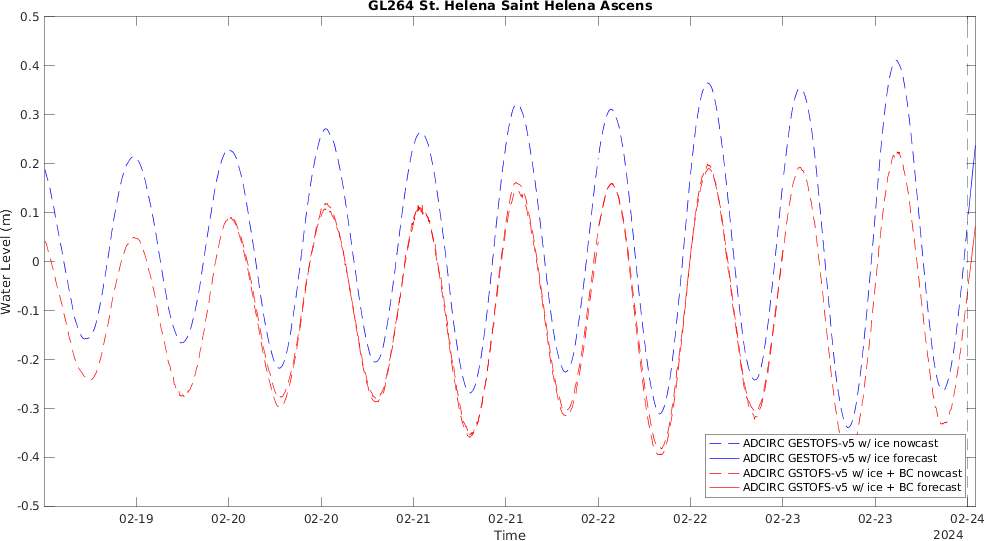 GL264 St. Helena Saint Helena Ascens
0.5
0.4
0.3
0.2
0.1
0
-0.1
-0.2
-0.3
-0.4
-0.5
Water Level (m)
ADCIRC GESTOFS-v5 w/ ice nowcast
ADCIRC GESTOFS-v5 w/ ice forecast
ADCIRC GSTOFS-v5 w/ ice + BC nowcast
ADCIRC GSTOFS-v5 w/ ice + BC forecast
02-19 02-20 02-20 02-21 02-21 02-22 02-22 02-23 02-23 02-24
Time
2024